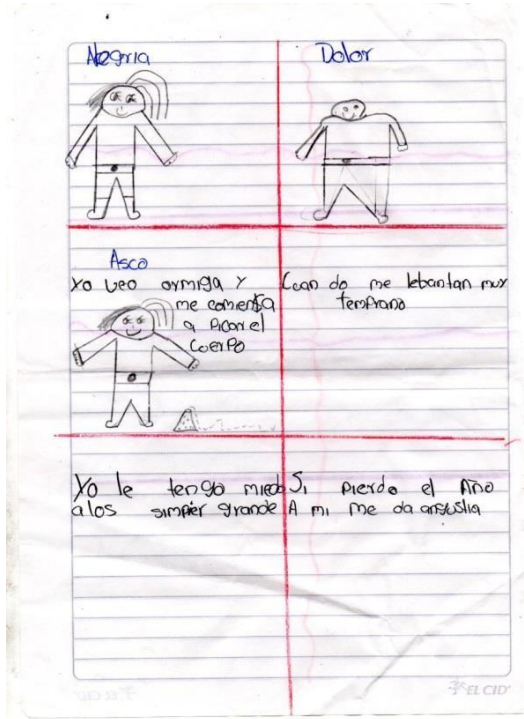 Alegria
Dolor
Asco
Yo veo ormiga y
me comensa
a Picar el
cuerpo
Cuan do me lebantan muy
temprano
Yo le tengo miedo
a los simpier grande
Si pierdo el Año
A mi me da angustia
EL CID